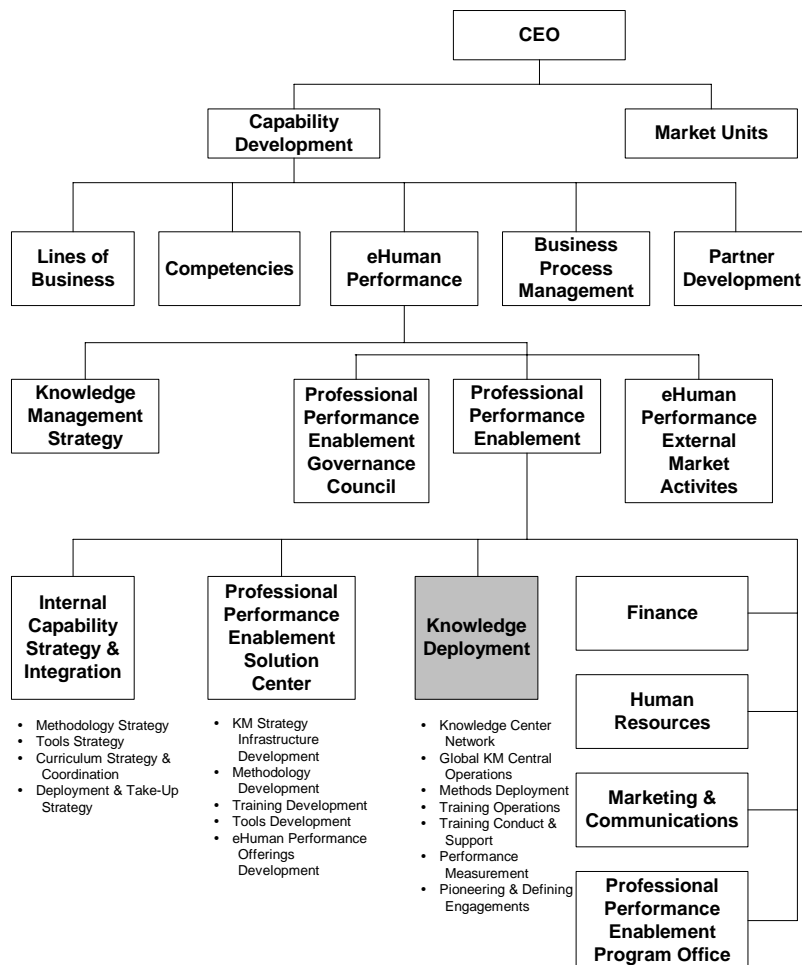 CEO
Capability
Development
Market Units
Lines of
Business
Competencies
eHuman
Performance
Business
Process
Management
Partner
Development
Knowledge
Management
Strategy
Professional
Performance
Enablement
Governance
Council
Professional
Performance
Enablement
eHuman
Performance
External
Market
Activites
Internal
Capability
Strategy &
Integration
Professional
Performance
Enablement
Solution
Center
Knowledge
Deployment
Finance
Human
Resources
Marketing &
Communications
Professional
Performance
Enablement
Program Office
• Methodology Strategy
• Tools Strategy
• Curriculum Strategy &
Coordination
• Deployment & Take-Up
Strategy
• KM Strategy
Infrastructure
Development
• Methodology
Development
• Training Development
• Tools Development
• eHuman Performance
Offerings
Development
• Knowledge Center
Network
• Global KM Central
Operations
• Methods Deployment
• Training Operations
• Training Conduct &
Support
• Performance
Measurement
• Pioneering & Defining
Engagements